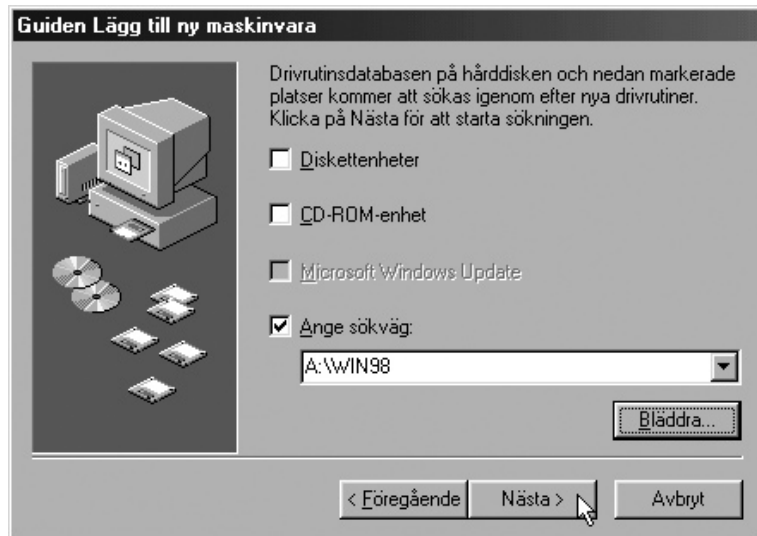 Guiden Lägg till ny maskinvara
Drivrutinsdatabasen på hårddisken och nedan markerade
platser kommer att sökas igenom efter nya drivrutiner.
Klicka på Nästa för att starta sökningen.
Diskettenheter
CD-ROM-enhet
Microsoft Windows Update
Ange sökväg:
A:\WIN98
Bläddra...
< Föregående
Nästa >
Avbryt